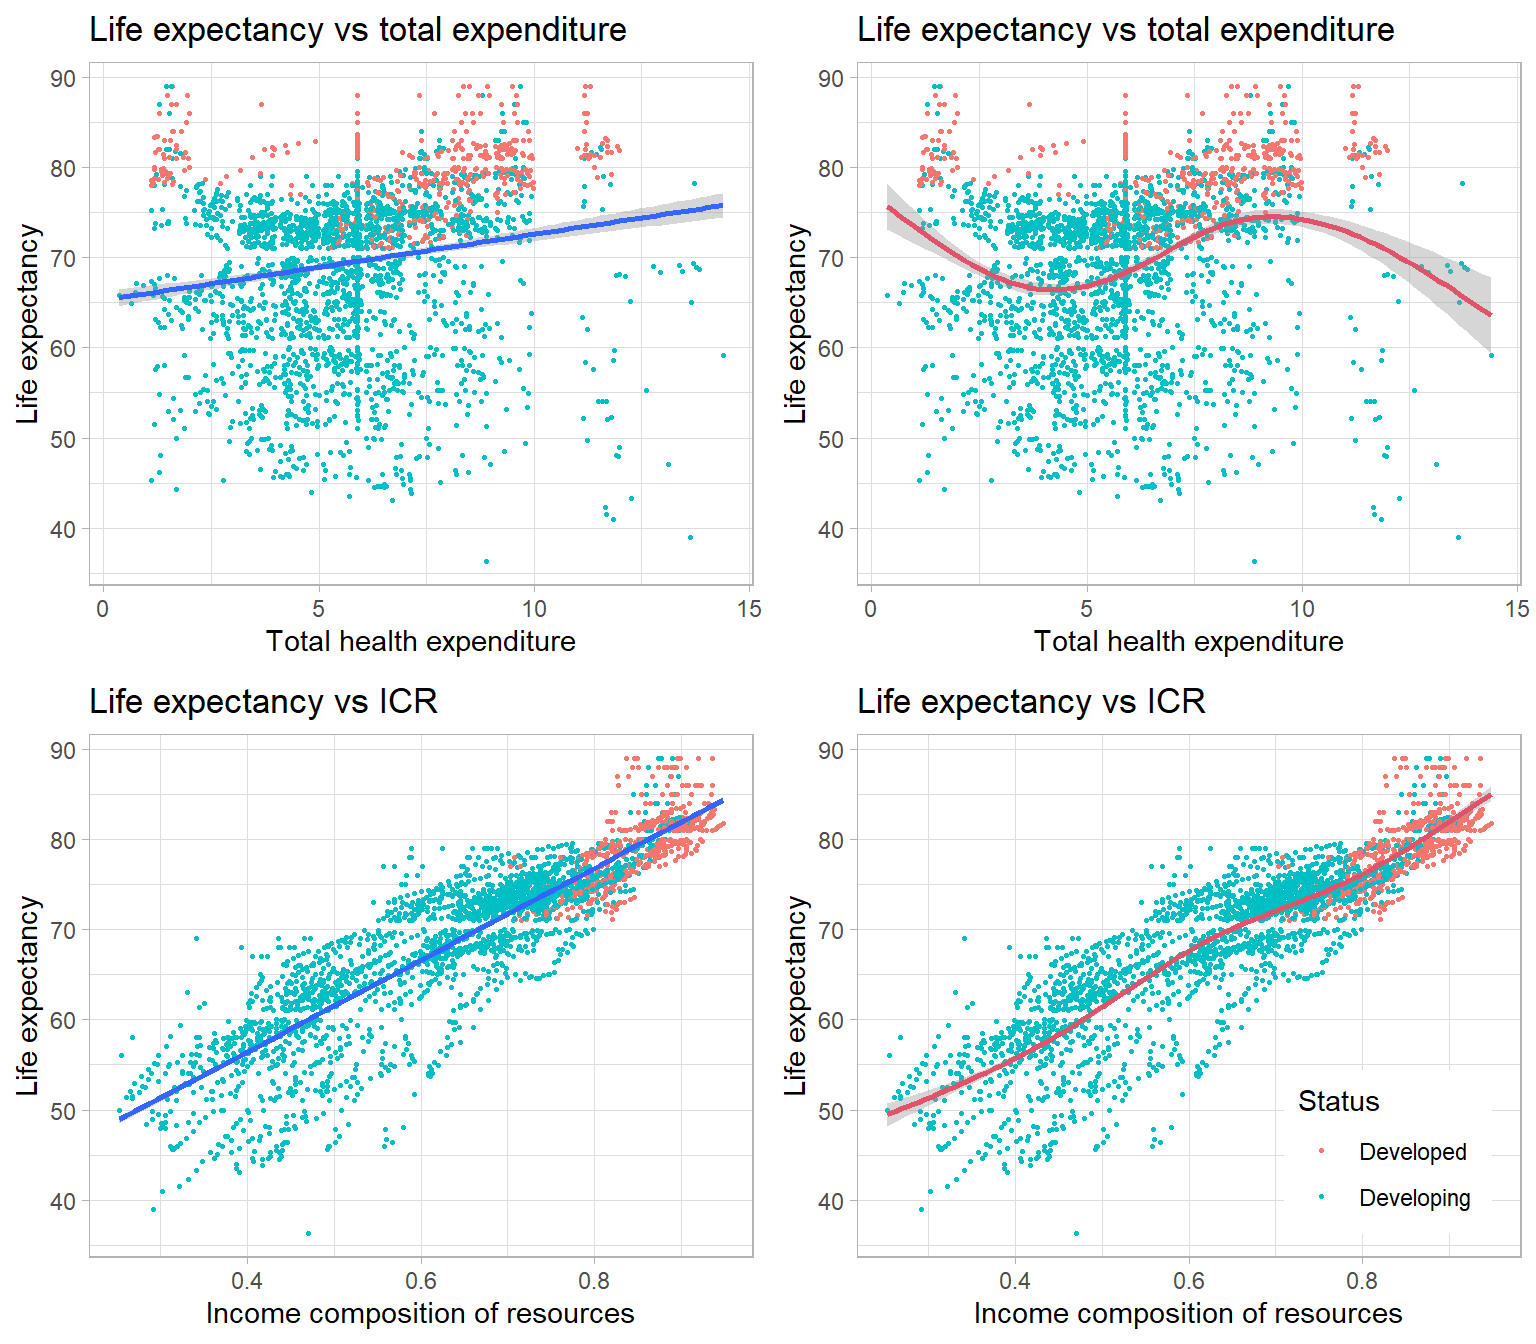 Life expectancy vs total expenditure
90
80
70
60
50
40
Life expectancy
0 5 10 15
Total health expenditure
Life expectancy vs total expenditure
90
80
70
60
50
40
Life expectancy
0 5 10 15
Total health expenditure
Life expectancy vs ICR
90
80
70
60
50
40
Life expectancy
0.4 0.6 0.8
Income composition of resources
Life expectancy vs ICR
90
80
70
60
50
40
Life expectancy
0.4 0.6 0.8
Income composition of resources
Status
Developed
Developing